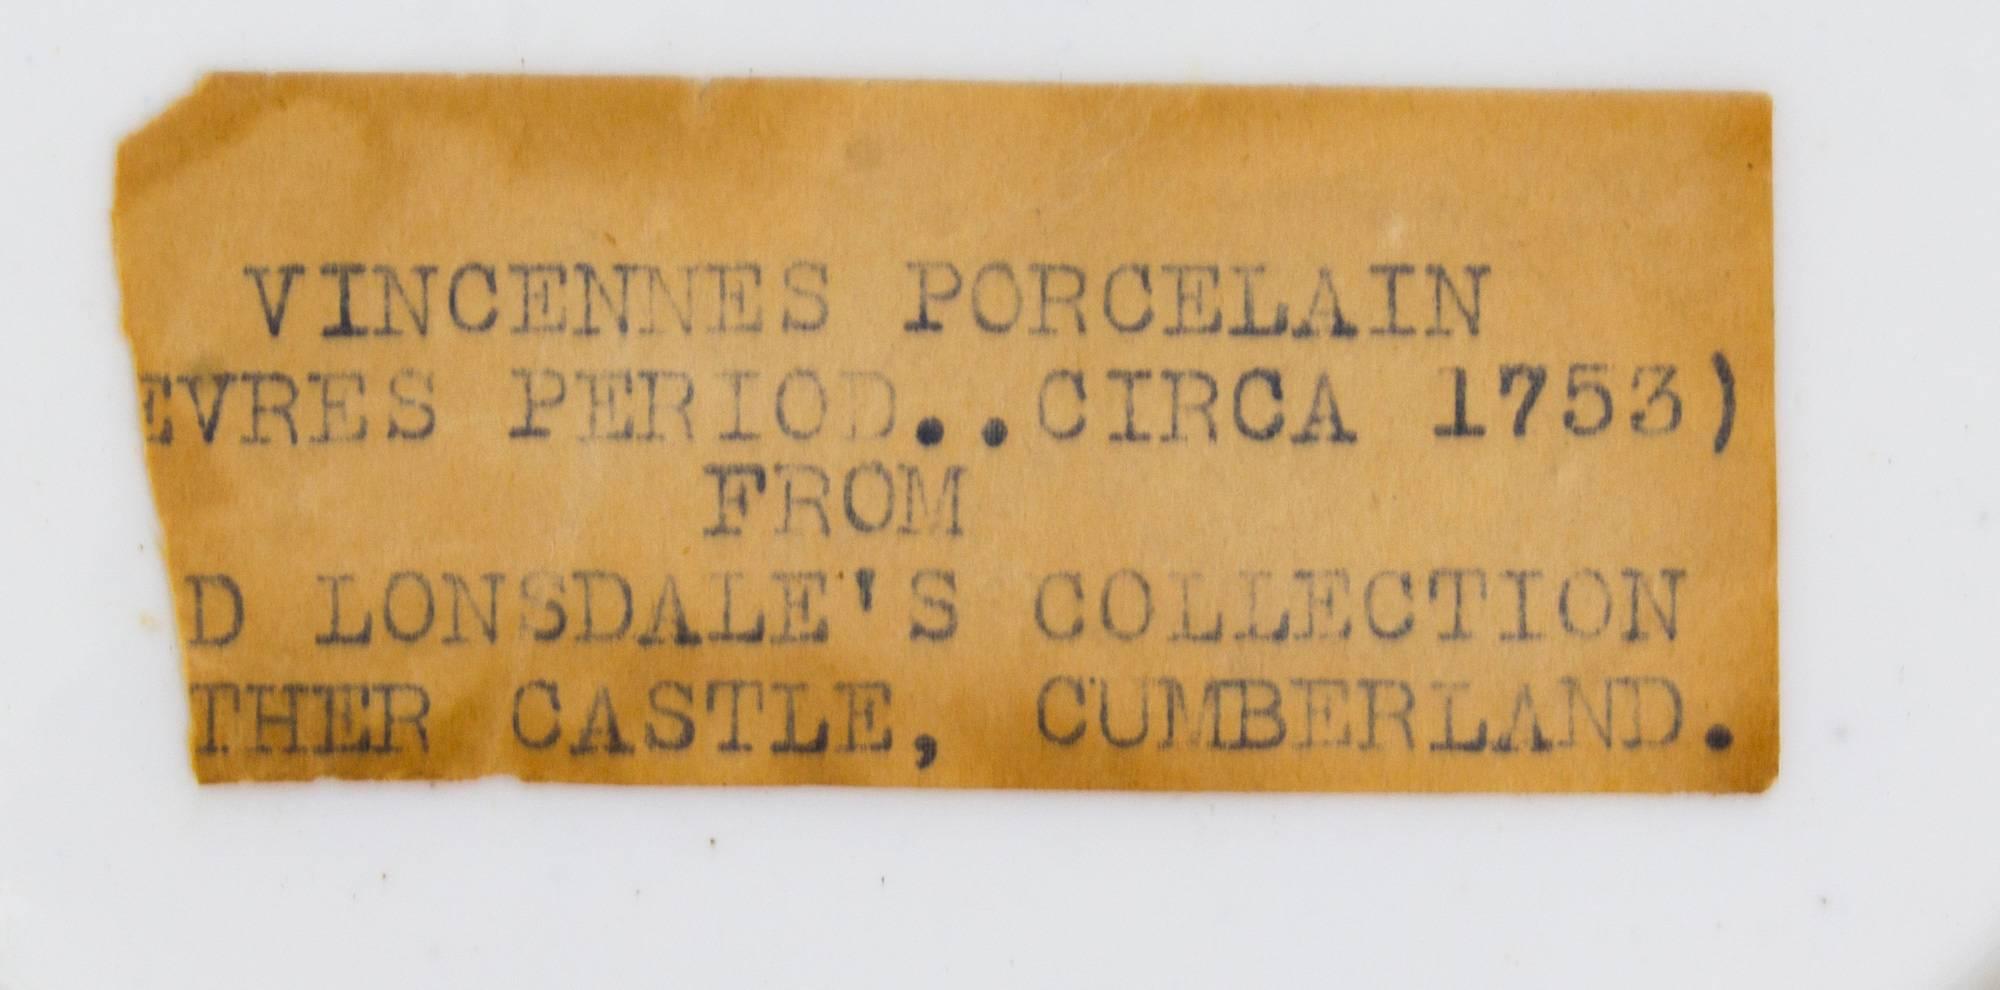 VINCENNES PORCELAIN
EVRES PERIOD..CIRCA 1753)
FROM
D LONSDALE'S COLLECTION
THER CASTLE, CUMBERLAND.